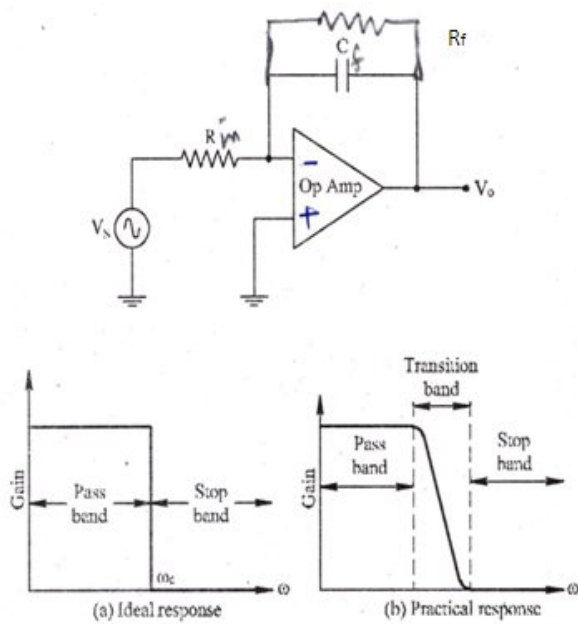 Rf
C f
R in
-
Op Amp
+
Vs
Vo
Transition
band
Pass
band
Stop
band
Gain
ωc
ω
(a) Ideal response
Pass
band
Stop
band
Gain
ω
(b) Practical response